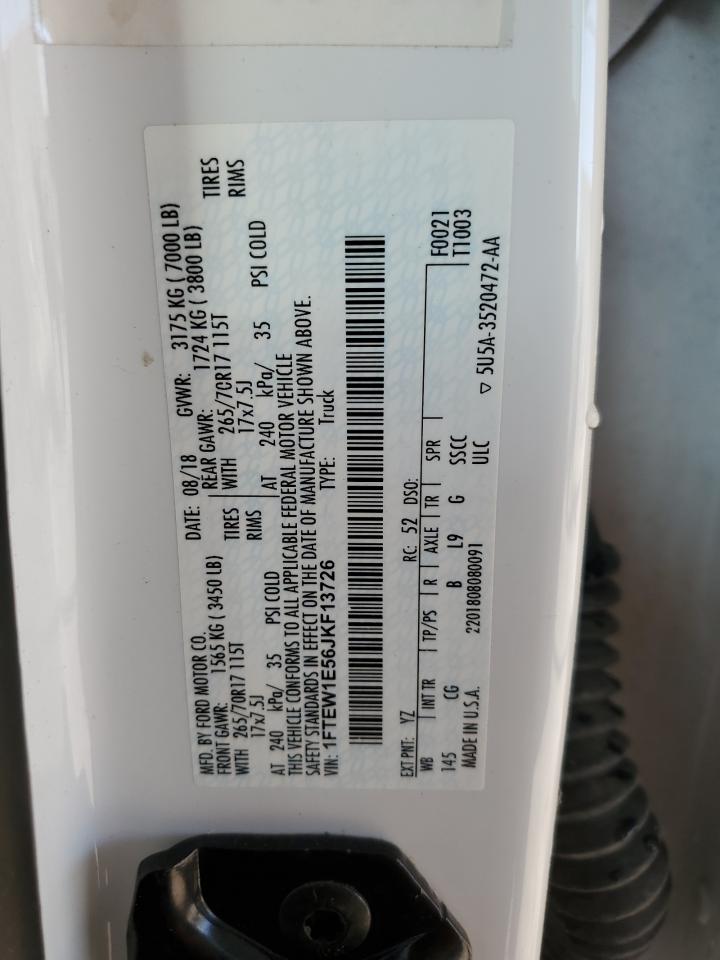 MFD. BY FORD MOTOR CO.
DATE: 08/18 GVWR: 3175 KG ( 7000 LB)
FRONT GAWR: 1565 KG ( 3450 LB) REAR GAWR: 1724 KG ( 3800 LB)
WITH 265/70R17 115T TIRES WITH 265/70R17 115T TIRES
17x7.5J RIMS 17x7.5J RIMS
AT 240 kPa/ 35 PSI COLD AT 240 kPa/ 35 PSI COLD
THIS VEHICLE CONFORMS TO ALL APPLICABLE FEDERAL MOTOR VEHICLE
SAFETY STANDARDS IN EFFECT ON THE DATE OF MANUFACTURE SHOWN ABOVE.
VIN: 1FTEW1E56JKF13726 TYPE: Truck
EXT PNT: YZ RC: 52 DSO: F0021
WB INT TR TP/PS R AXLE TR SPR T1003
145 CG B L9 G SSCC
MADE IN U.S.A. 2201808080091 ULC ▽ 5U5A-3520472-AA